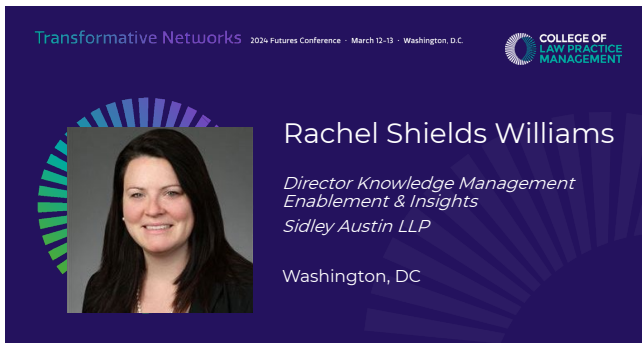 Transformative Networks 2024 Futures Conference · March 12-13 · Washington, D.C.
COLLEGE OF
LAW PRACTICE
MANAGEMENT
Rachel Shields Williams
Director Knowledge Management
Enablement & Insights
Sidley Austin LLP
Washington, DC